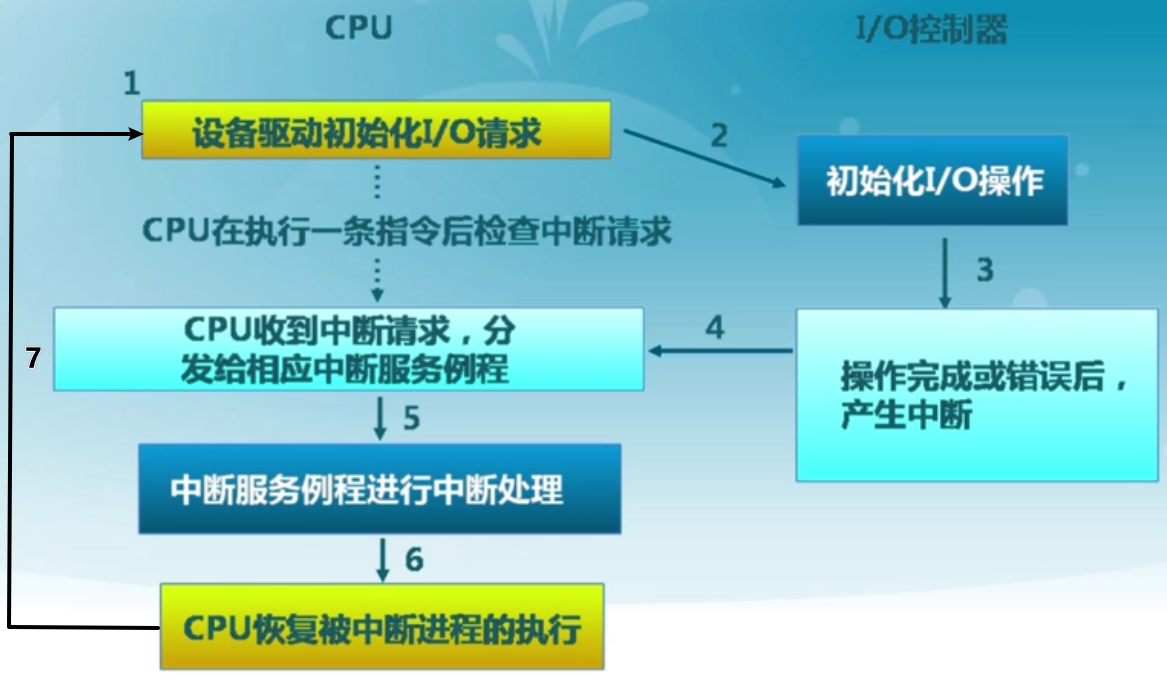 CPU
I/O控制器
1
设备驱动初始化I/O请求
2
初始化I/O操作
CPU在执行一条指令后检查中断请求
3
CPU收到中断请求，分
发给相应中断服务例程
4
操作完成或错误后，
产生中断
7
5
中断服务例程进行中断处理
6
CPU恢复被中断进程的执行